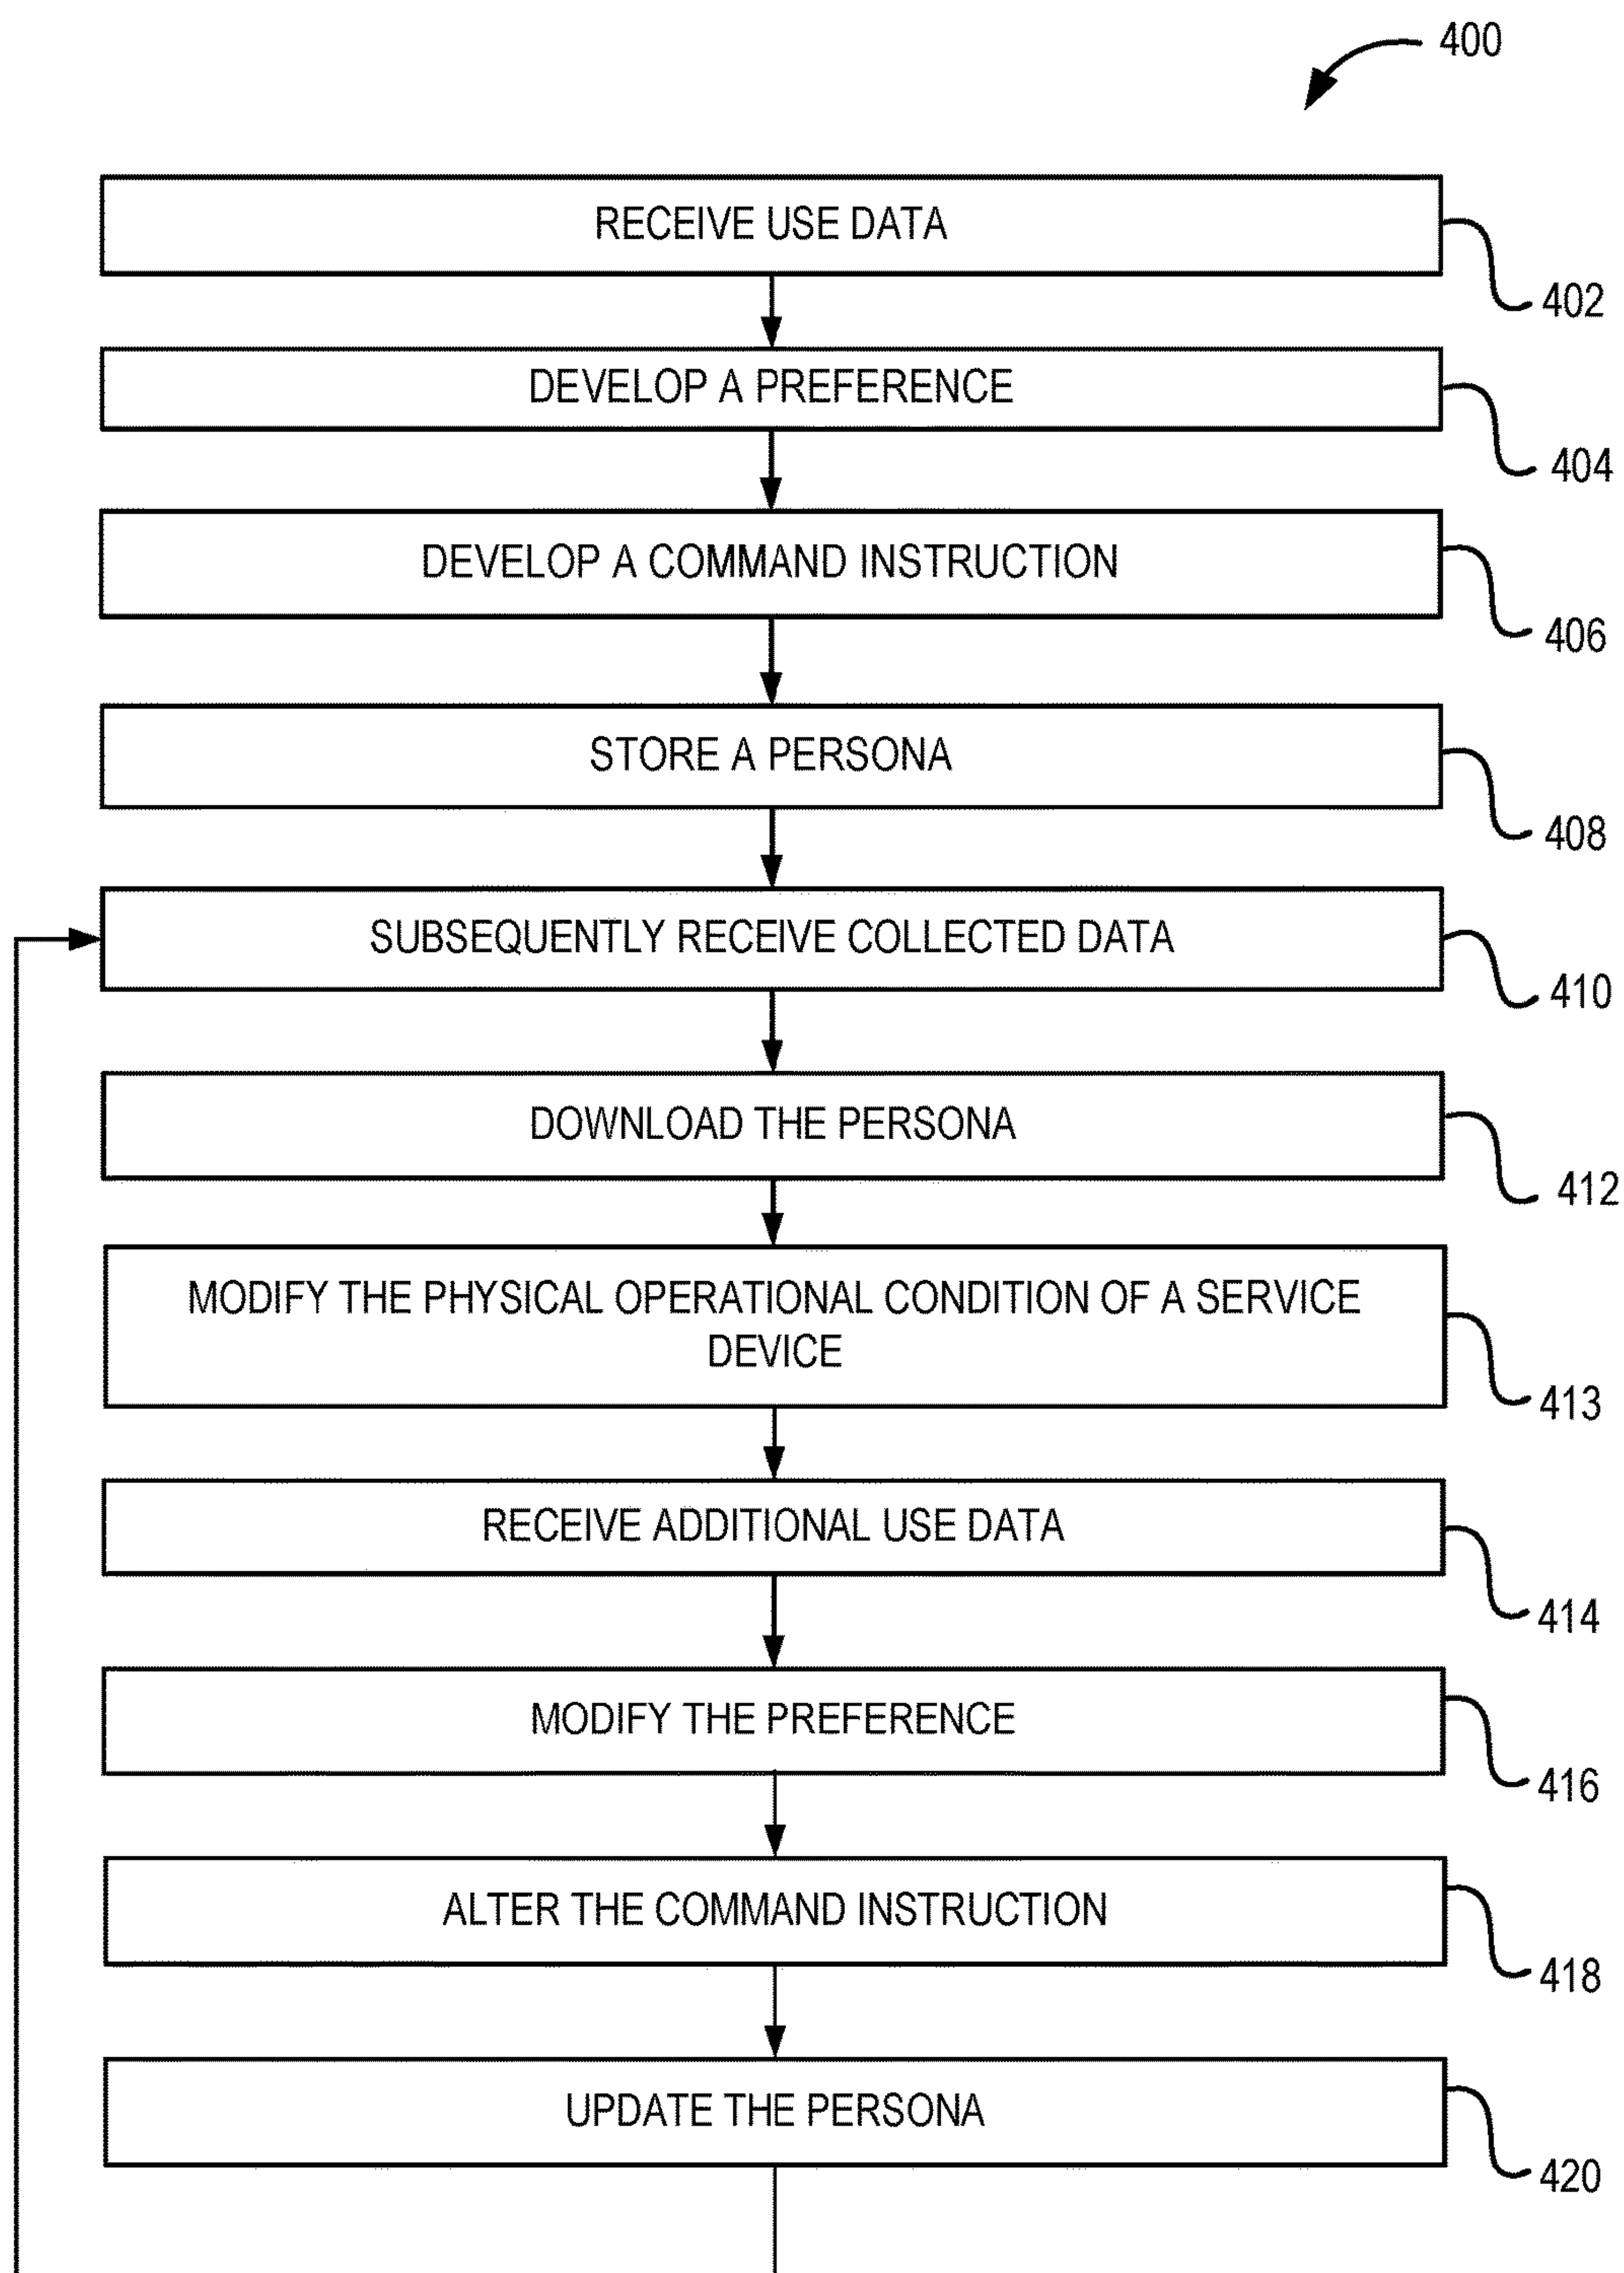 400
RECEIVE USE DATA
402
DEVELOP A PREFERENCE
404
DEVELOP A COMMAND INSTRUCTION
406
STORE A PERSONA
408
SUBSEQUENTLY RECEIVE COLLECTED DATA
410
DOWNLOAD THE PERSONA
412
MODIFY THE PHYSICAL OPERATIONAL CONDITION OF A SERVICE
DEVICE
413
RECEIVE ADDITIONAL USE DATA
414
MODIFY THE PREFERENCE
416
ALTER THE COMMAND INSTRUCTION
418
UPDATE THE PERSONA
420